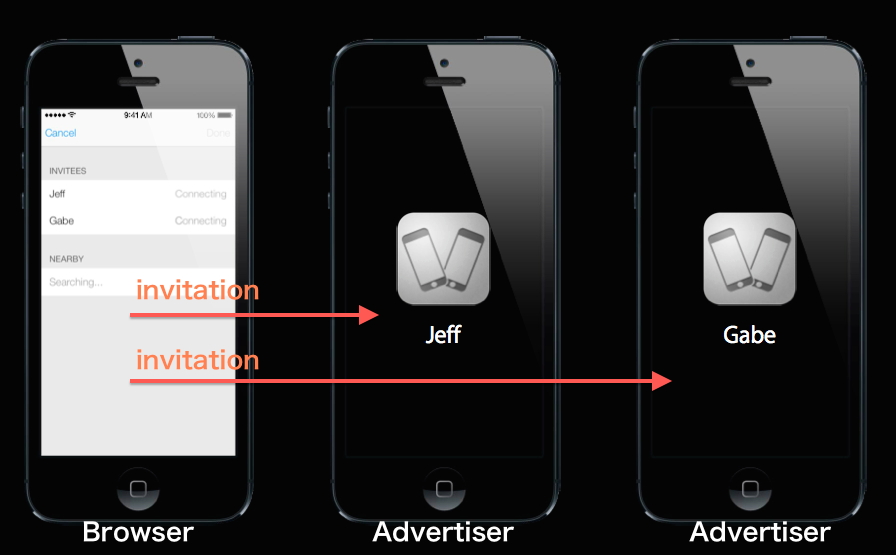 9:41 AM
100%
Cancel
Done
INVITEES
Jeff
Connecting
Gabe
Connecting
NEARBY
Searching...
invitation
invitation
Jeff
Gabe
Browser
Advertiser
Advertiser